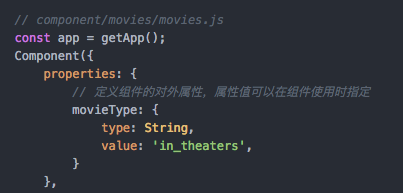 // component/movies/movies.js
const app = getApp();
Component({
    properties: {
        // 定义组件的对外属性，属性值可以在组件使用时指定
        movieType: {
            type: String,
            value: 'in_theaters',
        }
    },